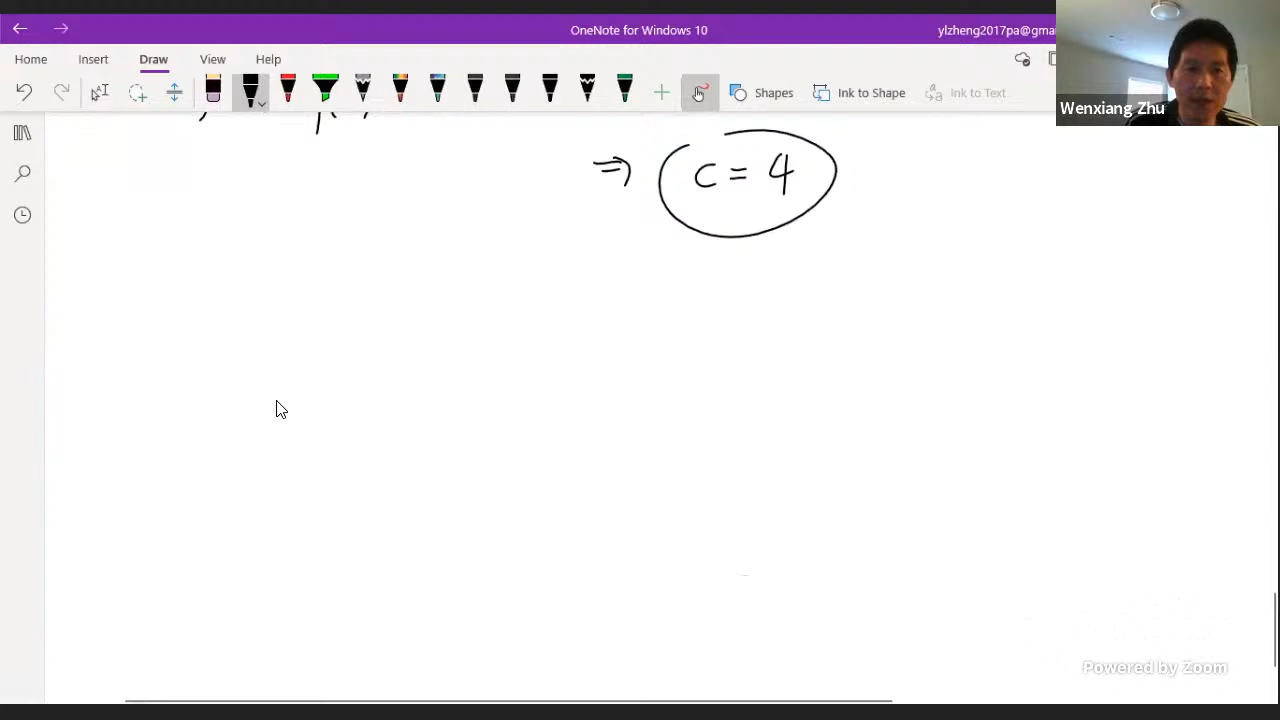 OneNote for Windows 10
ylzheng2017pa@gmai
Home Insert Draw View Help
Shapes Ink to Shape Ink to Text
Wenxiang Zhu
⇒ c = 4
Powered by Zoom